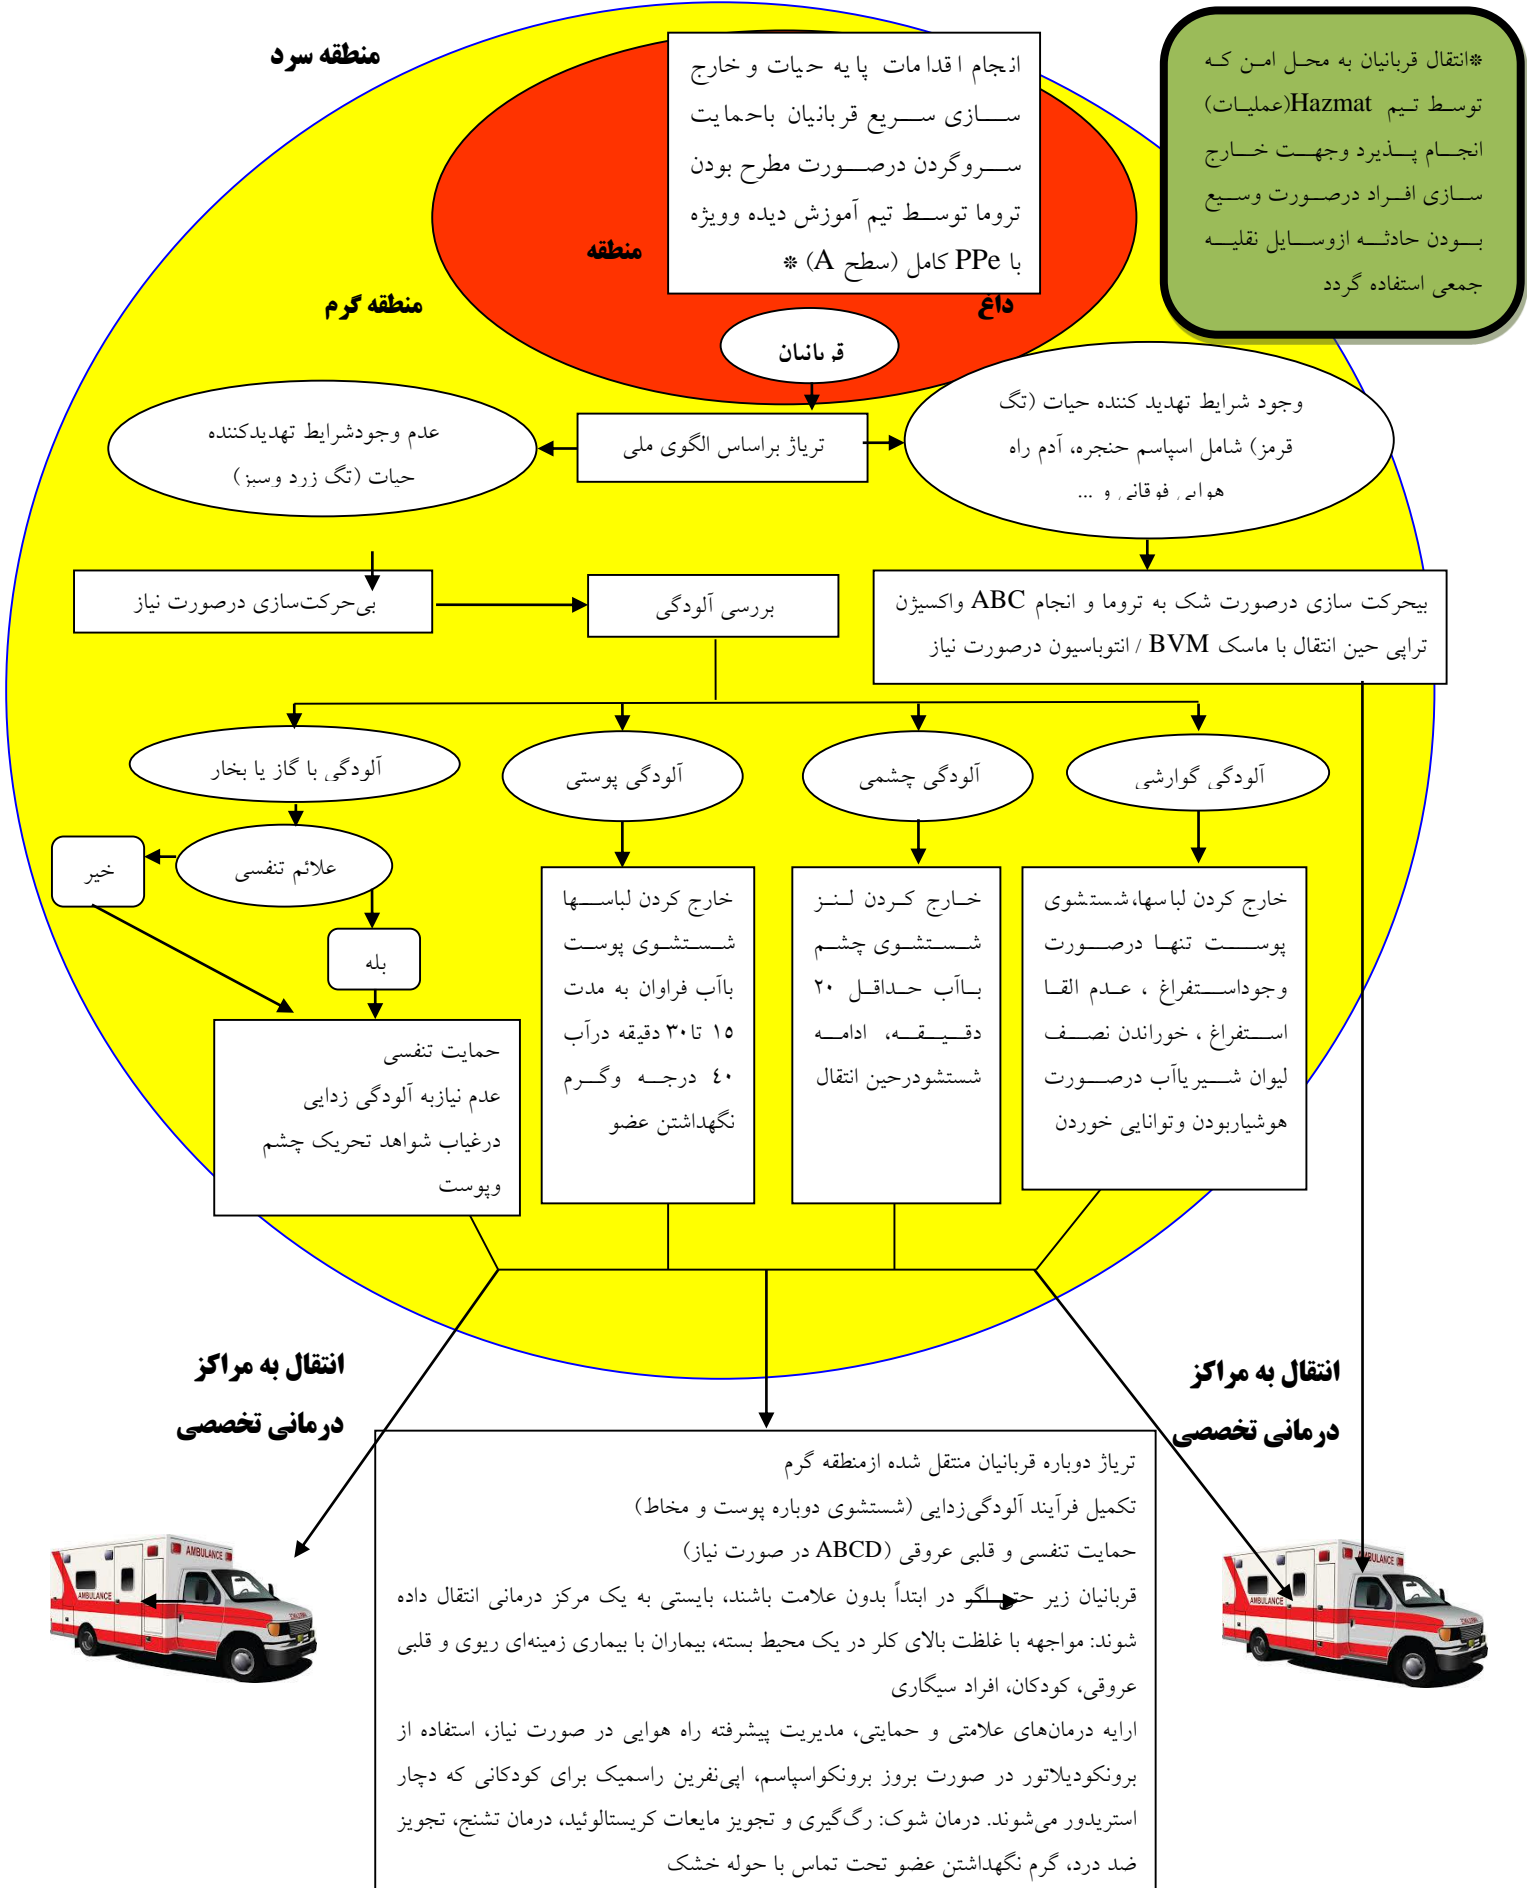 منطقه سرد
انجام اقدامات پایه حیات و خارج
سازی سریع قربانیان باحمایت
سروگردن درصورت مطرح بودن
تروما توسط تیم آموزش دیده وویژه
با PPe کامل (سطح A) *
*انتقال قربانیان به محل امن که
توسط تیم Hazmat(عملیات)
انجام پذیرد وجهت خارج
سازی افراد درصورت وسیع
بودن حادثه ازوسایل نقلیه
جمعی استفاده گردد
منطقه
داغ
منطقه گرم
قربانیان
وجود شرایط تهدید کننده حیات (تگ
قرمز) شامل اسپاسم حنجره، آدم راه
هوایی فوقانی و ...
تریاژ براساس الگوی ملی
عدم وجودشرایط تهدیدکننده
حیات (تگ زرد وسبز)
بیحرکت سازی درصورت شک به تروما و انجام ABC واکسیژن
تراپی حین انتقال با ماسک BVM / انتوباسیون درصورت نیاز
بررسی آلودگی
بی‌حرکت‌سازی درصورت نیاز
آلودگی گوارشی
آلودگی چشمی
آلودگی پوستی
آلودگی با گاز یا بخار
علائم تنفسی
خیر
بله
خارج کردن لباسها،شستشوی
پوست تنها درصورت
وجوداستفراغ ، عدم القا
استفراغ ، خوراندن نصف
لیوان شیریاآب درصورت
هوشیاربودن وتوانایی خوردن
خارج کردن لنز
شستشوی چشم
باآب حداقل ۲۰
دقیقه، ادامه
شستشودرحین انتقال
خارج کردن لباسها
شستشوی پوست
باآب فراوان به مدت
۱۵ تا۳۰ دقیقه درآب
۴۰ درجه وگرم
نگهداشتن عضو
حمایت تنفسی
عدم نیازبه آلودگی زدایی
درغیاب شواهد تحریک چشم
وپوست
انتقال به مراکز
درمانی تخصصی
انتقال به مراکز
درمانی تخصصی
تریاژ دوباره قربانیان منتقل شده ازمنطقه گرم
تکمیل فرآیند آلودگی‌زدایی (شستشوی دوباره پوست و مخاط)
حمایت تنفسی و قلبی عروقی (ABCD در صورت نیاز)
قربانیان زیر حتی اگر در ابتدأ بدون علامت باشند، بایستی به یک مرکز درمانی انتقال داده
شوند: مواجهه با غلظت بالای کلر در یک محیط بسته، بیماران با بیماری زمینه‌ای ریوی و قلبی
عروقی، کودکان، افراد سیگاری
ارایه درمان‌های علامتی و حمایتی، مدیریت پیشرفته راه هوایی در صورت نیاز، استفاده از
برونکودیلاتور در صورت بروز برونکواسپاسم، اپی‌نفرین راسمیک برای کودکانی که دچار
استریدور می‌شوند. درمان شوک: رگ‌گیری و تجویز مایعات کریستالوئید، درمان تشنج، تجویز
ضد درد، گرم نگهداشتن عضو تحت تماس با حوله خشک
AMBULANCE
AMBULANCE
AMBULANCE
AMBULANCE